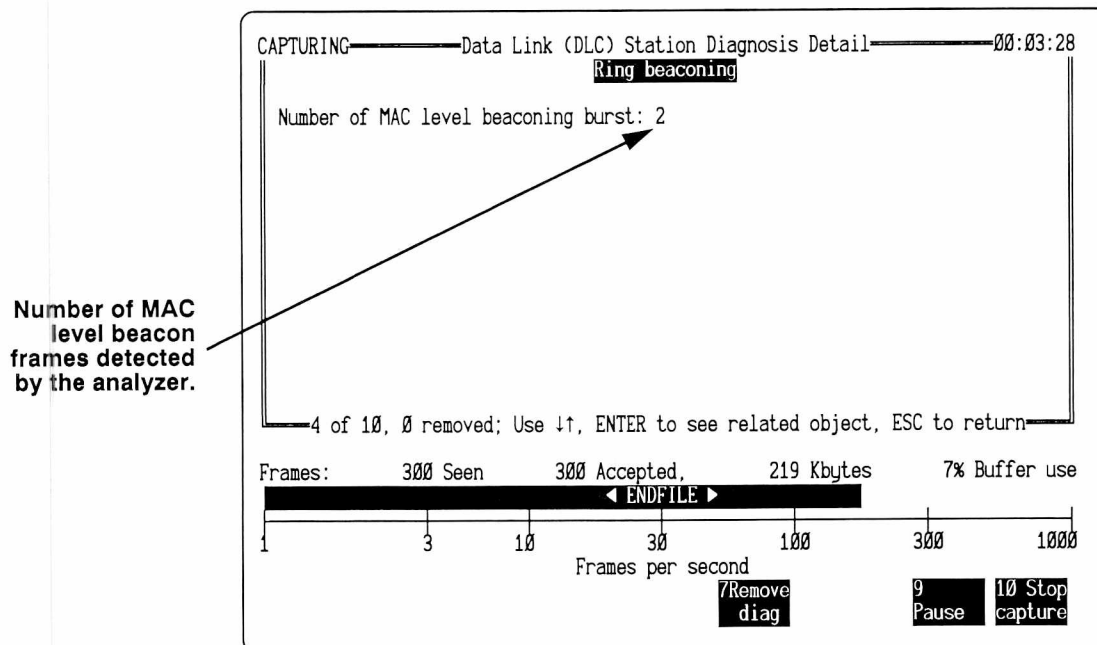 CAPTURING Data Link (DLC) Station Diagnosis Detail 00:03:28
Ring beaconing
Number of MAC level beaconing burst: 2
Number of MAC
level beacon
frames detected
by the analyzer.
4 of 10, 0 removed; Use ↓↑, ENTER to see related object, ESC to return
Frames: 300 Seen 300 Accepted, 219 Kbytes 7% Buffer use
◄ ENDFILE ►
1 3 10 30 100 300 1000
Frames per second
7Remove diag
9 Pause
10 Stop capture